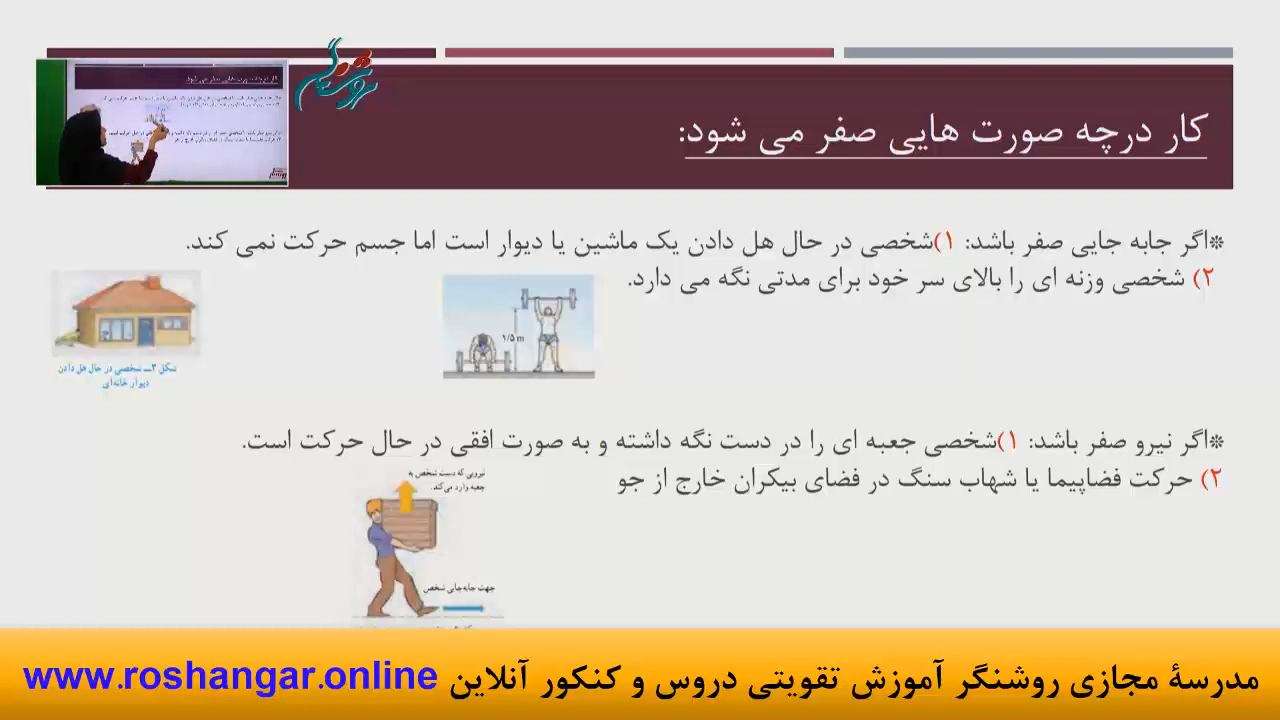 روشنگر
کار درچه صورت هایی صفر می شود:
※اگر جابه جایی صفر باشد: ۱)شخصی در حال هل دادن یک ماشین یا دیوار است اما جسم حرکت نمی کند.
۲) شخصی وزنه ای را بالای سر خود برای مدتی نگه می دارد.
۱/۵ m
شکل ۳ــ شخصی در حال هل دادن
دیوار خانه‌ای
※اگر نیرو صفر باشد: ۱)شخصی جعبه ای را در دست نگه داشته و به صورت افقی در حال حرکت است.
۲) حرکت فضاپیما یا شهاب سنگ در فضای بیکران خارج از جو
نیرویی که دست شخص به
جعبه وارد می‌کند.
جهت جابه‌جایی شخص
مدرسهٔ مجازی روشنگر آموزش تقویتی دروس و کنکور آنلاین www.roshangar.online